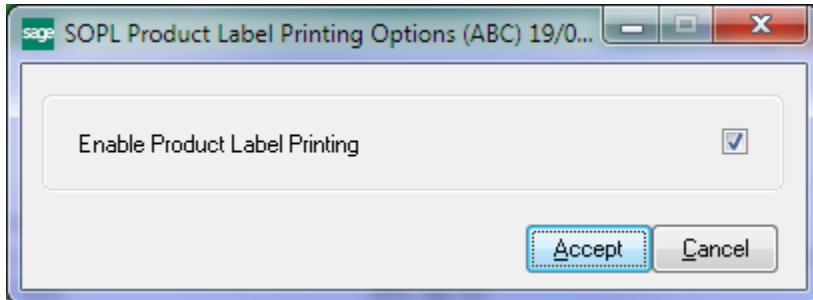 sage SOPL Product Label Printing Options (ABC) 19/0...
Enable Product Label Printing
Accept Cancel